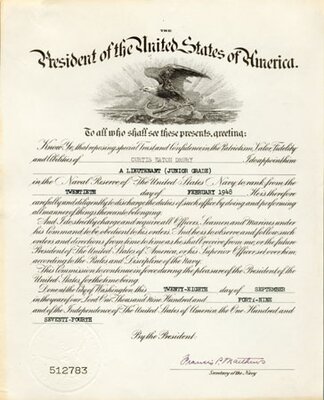 THE
President of the United States of America.
To all who shall see these presents, greeting:
Know Ye, that reposing special Trust and Confidence in the Patriotism, Valor, Fidelity
and Abilities of CURTIS EATON DRURY I do appoint him
A LIEUTENANT (JUNIOR GRADE)
in the Naval Reserve of The United States Navy to rank from the
TWENTIETH day of FEBRUARY 1948 He is therefore
carefully and diligently to discharge the duties of such office by doing and performing
all manner of things thereunto belonging.
And I do strictly charge and require all Officers, Seamen and Marines under
his Command to be obedient to his orders. And he is to observe and follow such
orders and directions from time to time as he shall receive from me, or the future
President of The United States of America, or his Superior Officer set over him,
according to the Rules and Discipline of the Navy.
This Commission to continue in force during the pleasure of the President of the
United States, for the time being.
Done at the City of Washington this TWENTY-EIGHTH day of SEPTEMBER
in the year of our Lord One Thousand Nine Hundred and FORTY-NINE
and of the Independence of The United States of America the One Hundred and
SEVENTY-FOURTH
By the President:
Francis P. Matthews
Secretary of the Navy.
512783